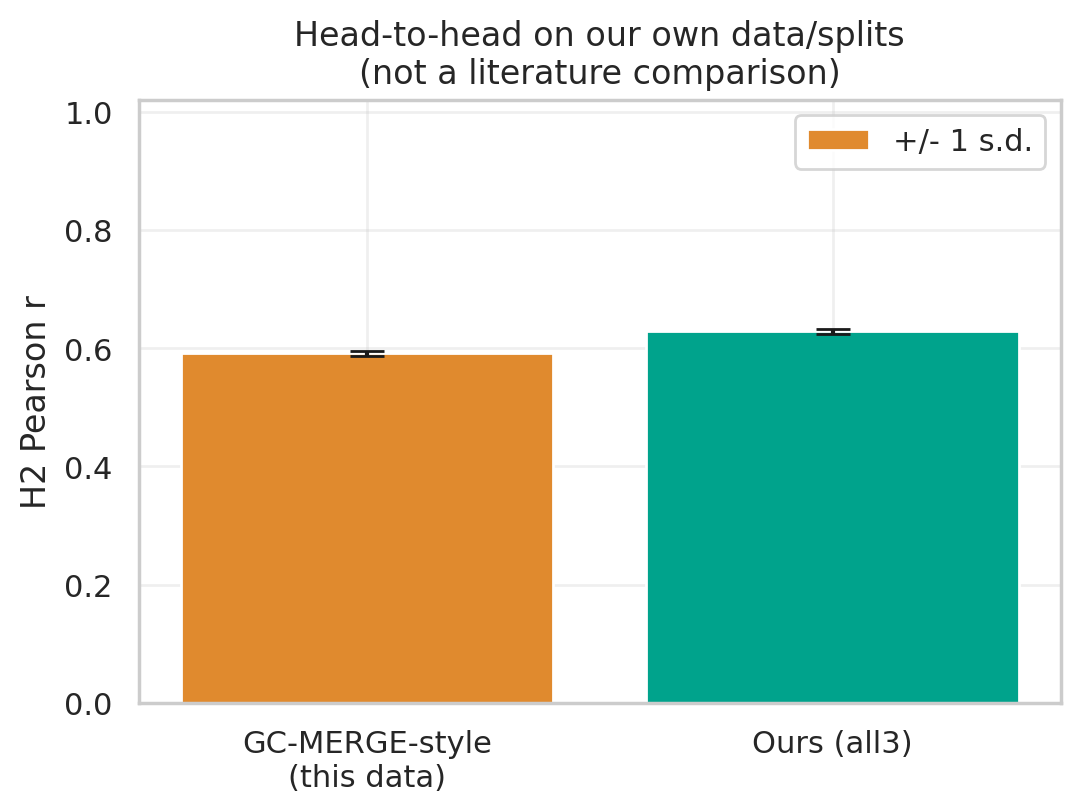 Head-to-head on our own data/splits
(not a literature comparison)
1.0
+/- 1 s.d.
0.8
0.6
0.4
0.2
0.0
H2 Pearson r
GC-MERGE-style
(this data)
Ours (all3)